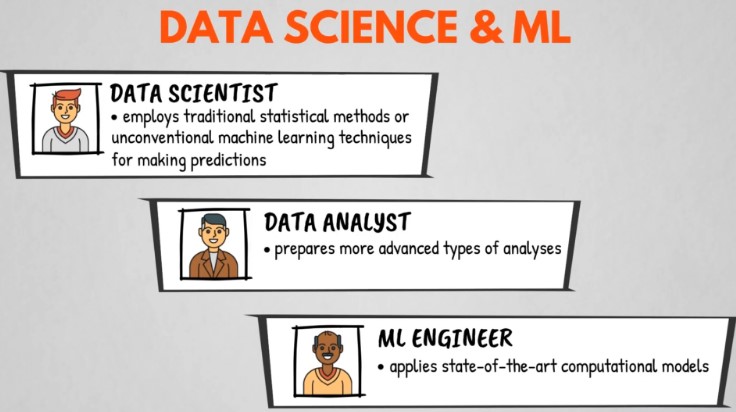 DATA SCIENCE & ML
DATA SCIENTIST
• employs traditional statistical methods or
unconventional machine learning techniques
for making predictions
DATA ANALYST
• prepares more advanced types of analyses
ML ENGINEER
• applies state-of-the-art computational models